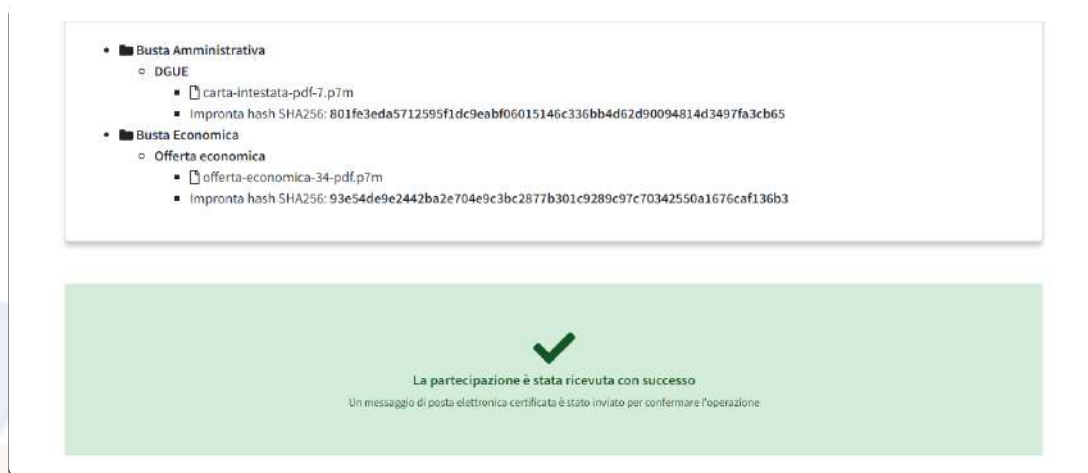 Busta Amministrativa
DGUE
carta-intestata-pdf-7.p7m
Impronta hash SHA256: 801fe3eda5712595f1dc9eabf06015146c336bb4d62d90094814d3497fa3cb65
Busta Economica
Offerta economica
offerta-economica-34-pdf.p7m
Impronta hash SHA256: 93e54de9e2442ba2e704e9c3bc2877b301c9289c97c70342550a1676caf136b3
La partecipazione è stata ricevuta con successo
Un messaggio di posta elettronica certificata è stato inviato per confermare l'operazione